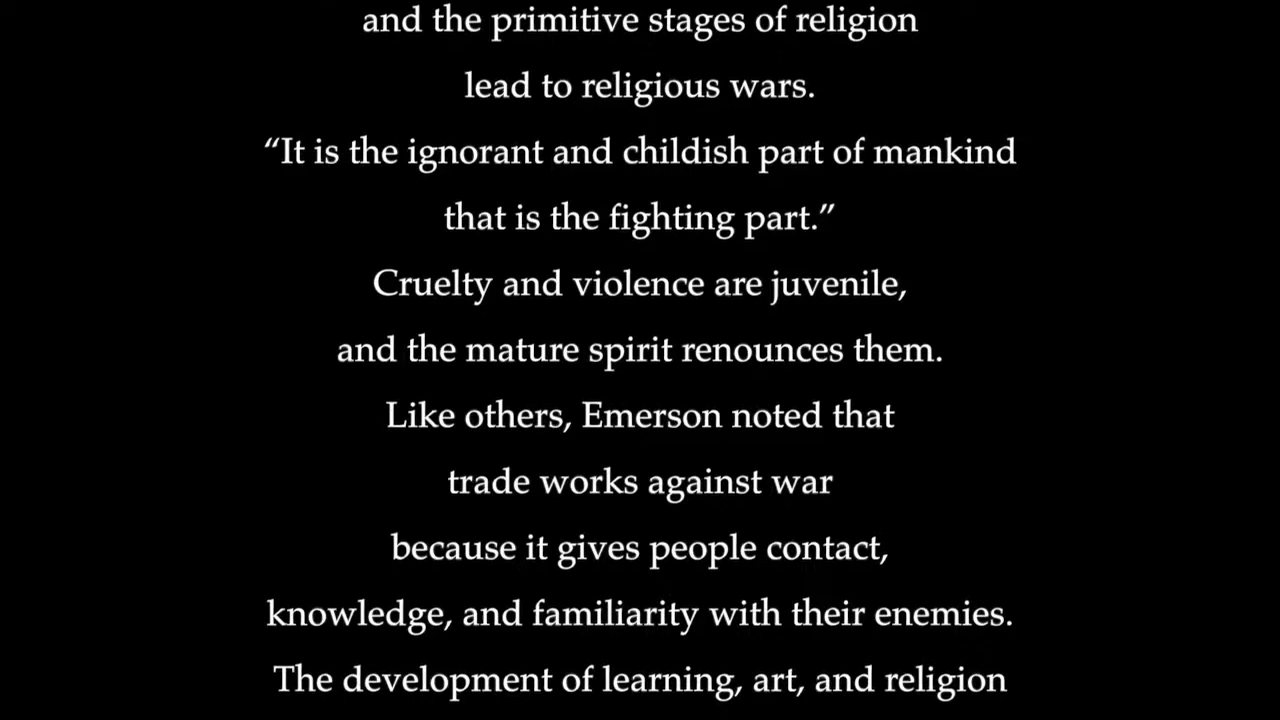 and the primitive stages of religion
lead to religious wars.
“It is the ignorant and childish part of mankind
that is the fighting part.”
Cruelty and violence are juvenile,
and the mature spirit renounces them.
Like others, Emerson noted that
trade works against war
because it gives people contact,
knowledge, and familiarity with their enemies.
The development of learning, art, and religion